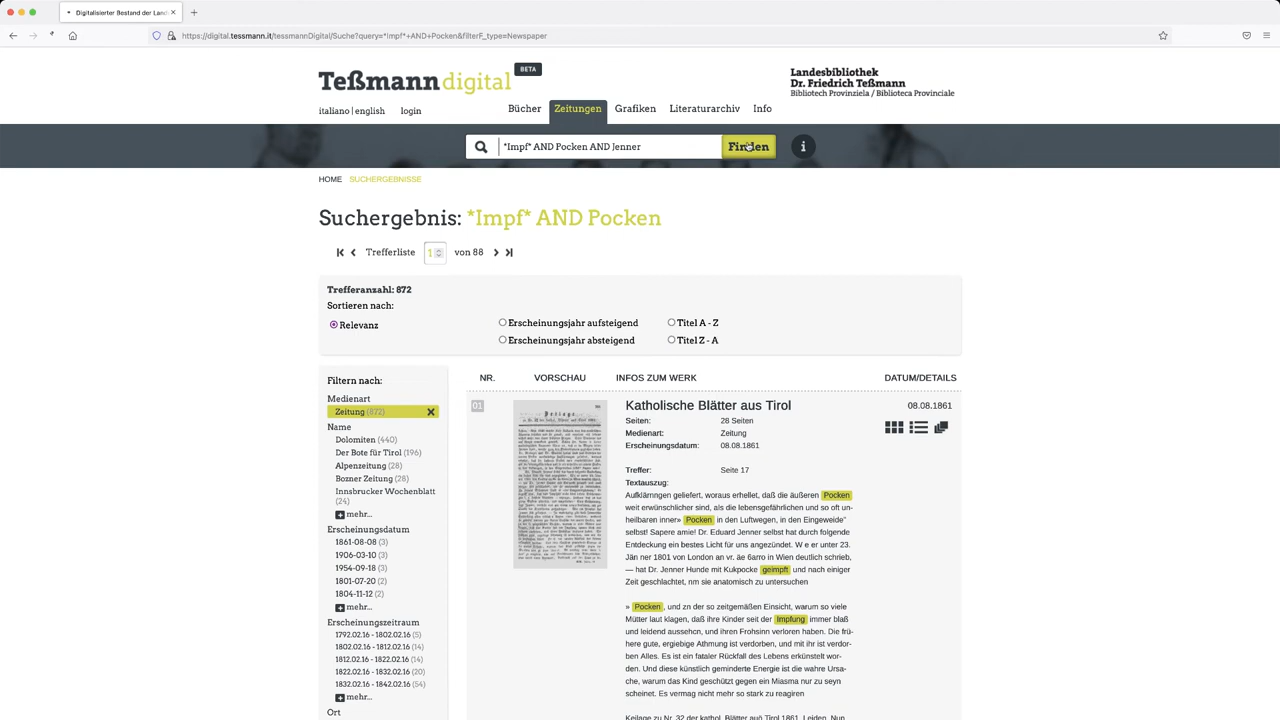 Digitalisierter Bestand der Land
https://digital.tessmann.it/tessmannDigital/Suche?query=*Impf*+AND+Pocken&filterF_type=Newspaper
Teßmann digital BETA
Landesbibliothek
Dr. Friedrich Teßmann
Bibliotech Provinziela / Biblioteca Provinciale
italiano | english login
Bücher Zeitungen Grafiken Literaturarchiv Info
*Impf* AND Pocken AND Jenner Finden i
HOME SUCHERGEBNISSE
Suchergebnis: *Impf* AND Pocken
Trefferliste 1 von 88
Trefferanzahl: 872
Sortieren nach:
Relevanz
Erscheinungsjahr aufsteigend
Titel A - Z
Erscheinungsjahr absteigend
Titel Z - A
Filtern nach:
Medienart
Zeitung (872)
Name
Dolomiten (440)
Der Bote für Tirol (196)
Alpenzeitung (28)
Bozner Zeitung (28)
Innsbrucker Wochenblatt
(24)
mehr...
Erscheinungsdatum
1861-08-08 (3)
1906-03-10 (3)
1954-09-18 (3)
1801-07-20 (2)
1804-11-12 (2)
mehr...
Erscheinungszeitraum
1792.02.16 - 1802.02.16 (5)
1802.02.16 - 1812.02.16 (14)
1812.02.16 - 1822.02.16 (14)
1822.02.16 - 1832.02.16 (20)
1832.02.16 - 1842.02.16 (54)
mehr...
Ort
NR. VORSCHAU INFOS ZUM WERK DATUM/DETAILS
01
Katholische Blätter aus Tirol 08.08.1861
Seiten: 28 Seiten
Medienart: Zeitung
Erscheinungsdatum: 08.08.1861
Treffer: Seite 17
Textauszug:
Aufklärngen geliefert, woraus erhellet, daß die äußeren Pocken
weit erwünschlicher sind, als die lebensgefährlichen und so oft un-
heilbaren inner» Pocken in den Luftwegen, in den Eingeweide"
selbst! Sapere amie! Dr. Eduard Jenner selbst hat durch folgende
Entdeckung ein bestes Licht für uns angezündet. W e er unter 23.
Jän ner 1801 von London an vr. äe 6arro in Wien deutlich schrieb,
— hat Dr. Jenner Hunde mit Kukpocke geimpft und nach einiger
Zeit geschlachtet, nm sie anatomisch zu untersuchen
» Pocken, und zn der so zeitgemäßen Einsicht, warum so viele
Mütter laut klagen, daß ihre Kinder seit der Impfung immer blaß
und leidend aussehcn, und ihren Frohsinn verloren haben. Die frü-
here gute, ergiebige Athmung ist verdorben, und mit ihr ist verdor-
ben Alles. Es ist ein fataler Rückfall des Lebens erkünstelt wor-
den. Und diese künstlich geminderte Energie ist die wahre Ursa-
che, warum das Kind geschützt gegen ein Miasma nur zu seyn
scheinet. Es vermag nicht mehr so stark zu reagiren
Keilage zu Nr. 32 der kathol. Blätter auö Tirol 1861. Leiden. Nun